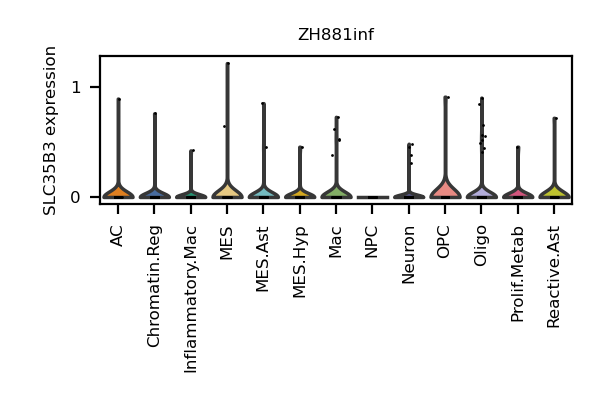 ZH881inf
SLC35B3 expression
1
0
AC
Chromatin.Reg
Inflammatory.Mac
MES
MES.Ast
MES.Hyp
Mac
NPC
Neuron
OPC
Oligo
Prolif.Metab
Reactive.Ast